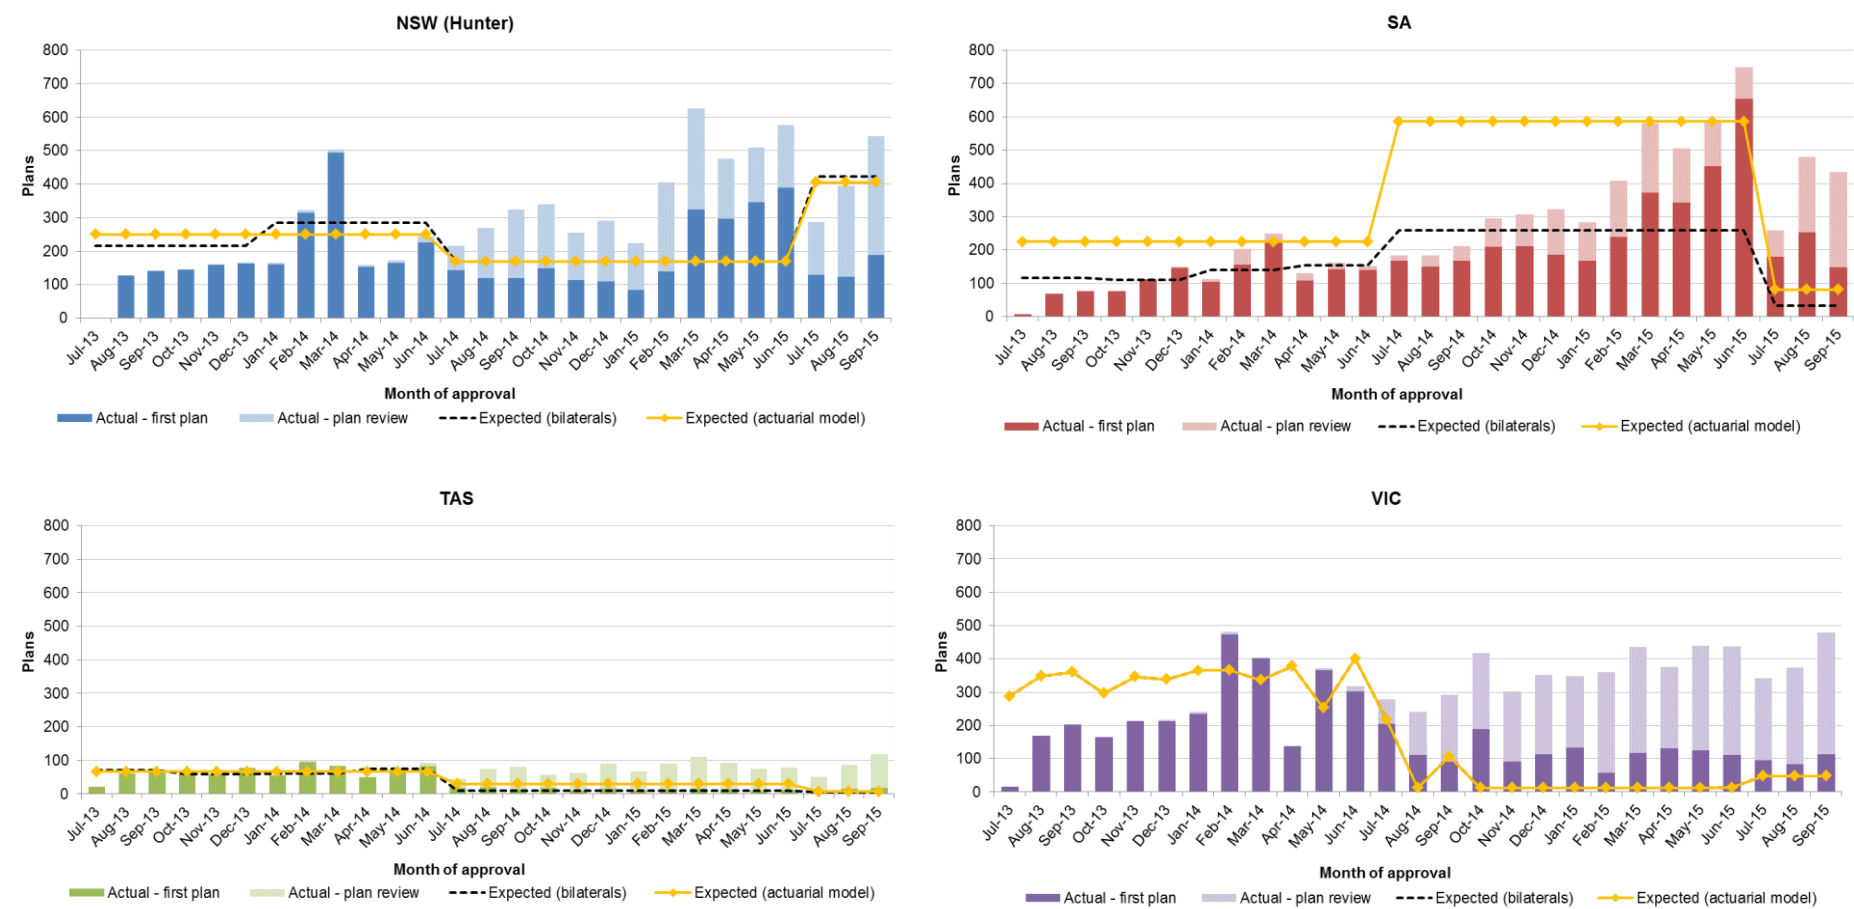 NSW (Hunter)
800
700
600
500
400
300
200
100
0
Plans
Jul-13 Aug-13 Sep-13 Oct-13 Nov-13 Dec-13 Jan-14 Feb-14 Mar-14 Apr-14 May-14 Jun-14 Jul-14 Aug-14 Sep-14 Oct-14 Nov-14 Dec-14 Jan-15 Feb-15 Mar-15 Apr-15 May-15 Jun-15 Jul-15 Aug-15 Sep-15
Month of approval
Actual - first plan Actual - plan review Expected (bilaterals) Expected (actuarial model)
SA
800
700
600
500
400
300
200
100
0
Plans
Jul-13 Aug-13 Sep-13 Oct-13 Nov-13 Dec-13 Jan-14 Feb-14 Mar-14 Apr-14 May-14 Jun-14 Jul-14 Aug-14 Sep-14 Oct-14 Nov-14 Dec-14 Jan-15 Feb-15 Mar-15 Apr-15 May-15 Jun-15 Jul-15 Aug-15 Sep-15
Month of approval
Actual - first plan Actual - plan review Expected (bilaterals) Expected (actuarial model)
TAS
800
700
600
500
400
300
200
100
0
Plans
Jul-13 Aug-13 Sep-13 Oct-13 Nov-13 Dec-13 Jan-14 Feb-14 Mar-14 Apr-14 May-14 Jun-14 Jul-14 Aug-14 Sep-14 Oct-14 Nov-14 Dec-14 Jan-15 Feb-15 Mar-15 Apr-15 May-15 Jun-15 Jul-15 Aug-15 Sep-15
Month of approval
Actual - first plan Actual - plan review Expected (bilaterals) Expected (actuarial model)
VIC
800
700
600
500
400
300
200
100
0
Plans
Jul-13 Aug-13 Sep-13 Oct-13 Nov-13 Dec-13 Jan-14 Feb-14 Mar-14 Apr-14 May-14 Jun-14 Jul-14 Aug-14 Sep-14 Oct-14 Nov-14 Dec-14 Jan-15 Feb-15 Mar-15 Apr-15 May-15 Jun-15 Jul-15 Aug-15 Sep-15
Month of approval
Actual - first plan Actual - plan review Expected (bilaterals) Expected (actuarial model)